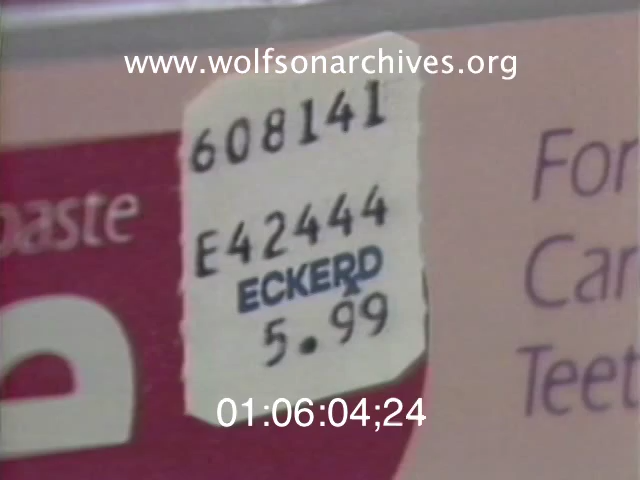 www.wolfsonarchives.org
608141
E42444
ECKERD
5.99
paste
For
Car
Teet
01:06:04;24